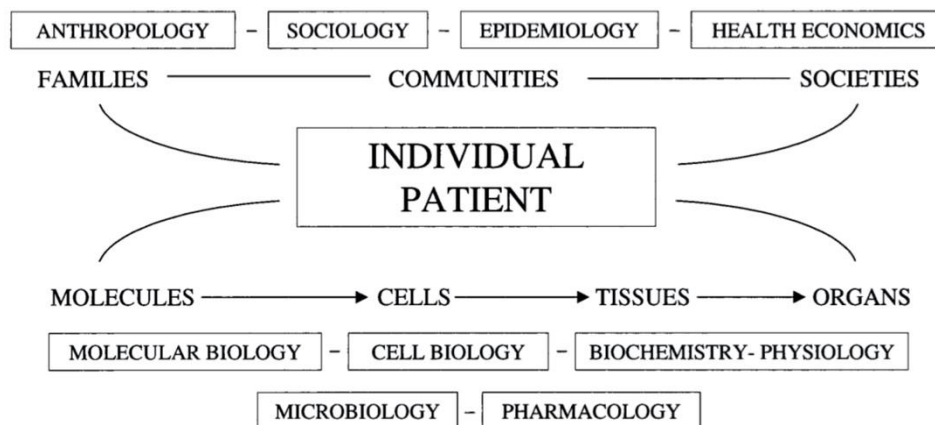 ANTHROPOLOGY – SOCIOLOGY – EPIDEMIOLOGY – HEALTH ECONOMICS
FAMILIES COMMUNITIES SOCIETIES
INDIVIDUAL
PATIENT
MOLECULES CELLS TISSUES ORGANS
MOLECULAR BIOLOGY – CELL BIOLOGY – BIOCHEMISTRY- PHYSIOLOGY
MICROBIOLOGY – PHARMACOLOGY